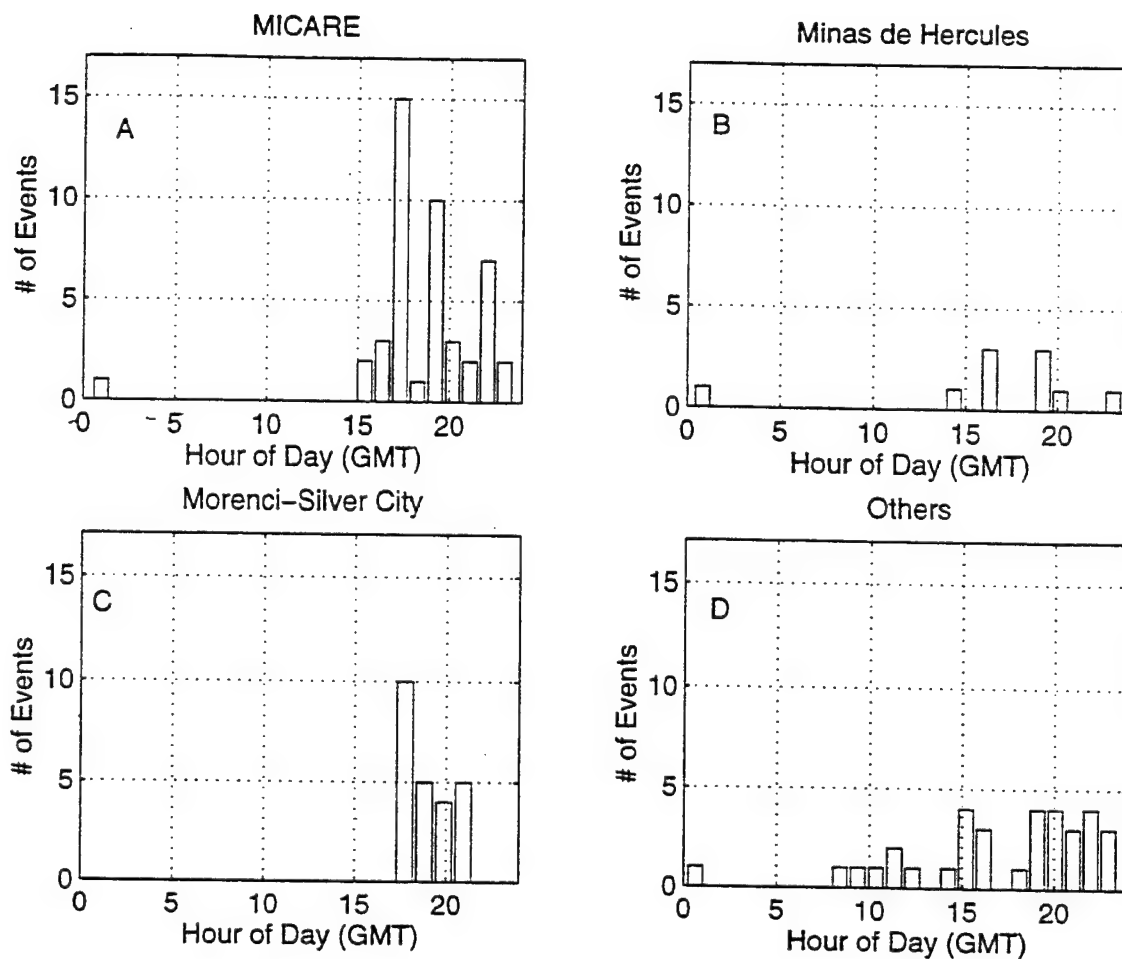 MICARE
A
# of Events
15
10
5
0
-0 - 5 10 15 20
Hour of Day (GMT)
Minas de Hercules
B
# of Events
15
10
5
0
0 5 10 15 20
Hour of Day (GMT)
Morenci–Silver City
C
# of Events
15
10
5
0
0 5 10 15 20
Hour of Day (GMT)
Others
D
# of Events
15
10
5
0
0 5 10 15 20
Hour of Day (GMT)